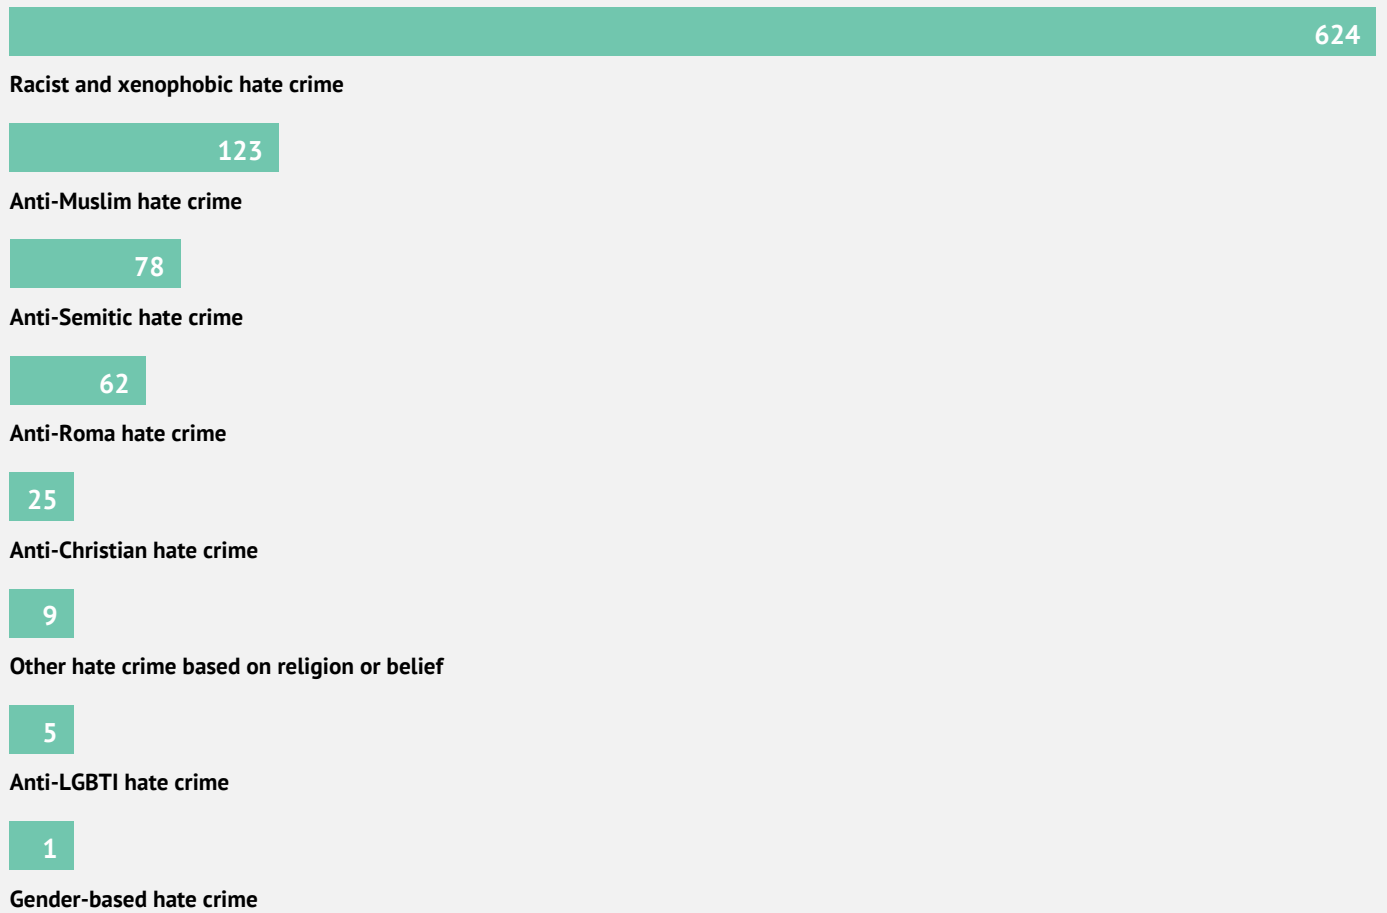 624
Racist and xenophobic hate crime
123
Anti-Muslim hate crime
78
Anti-Semitic hate crime
62
Anti-Roma hate crime
25
Anti-Christian hate crime
9
Other hate crime based on religion or belief
5
Anti-LGBTI hate crime
1
Gender-based hate crime